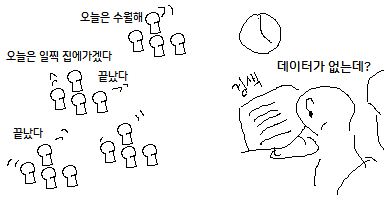 오늘은 수월해
오늘은 일찍 집에가겠다
끝났다
끝났다
데이터가 없는데?
검색